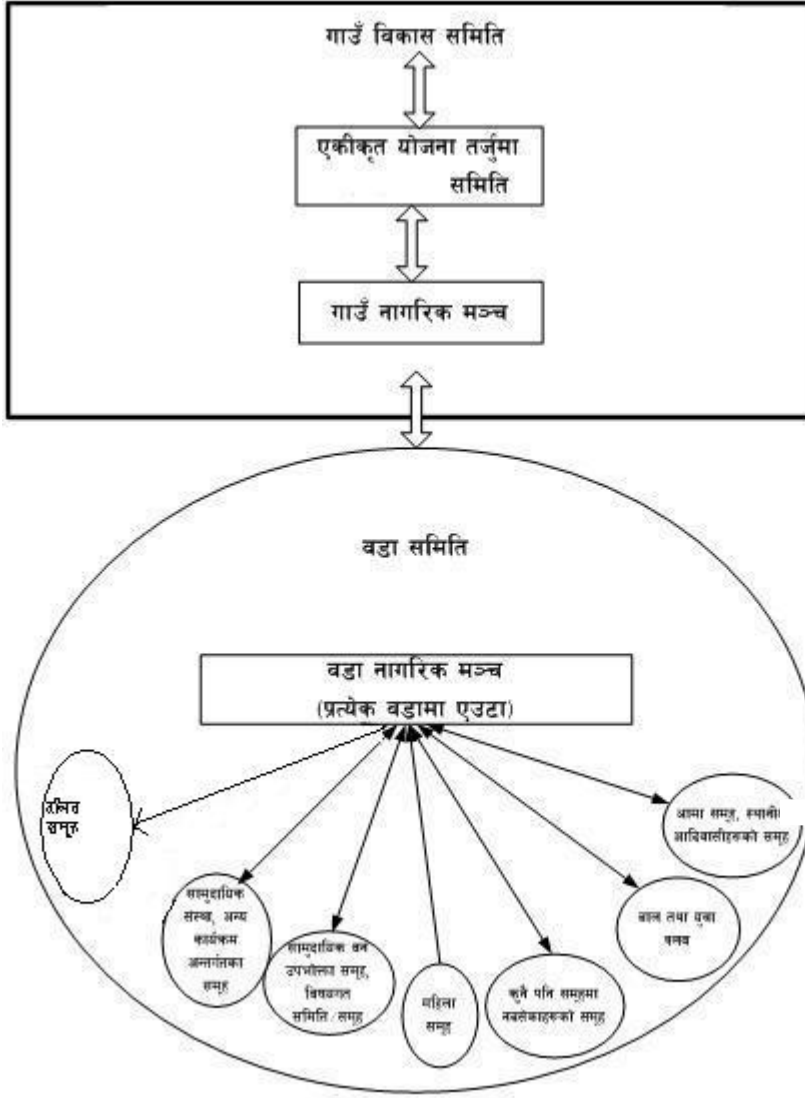 गाउँ विकास समिति
एकीकृत योजना तर्जुमा
समिति
गाउँ नागरिक मञ्च
वडा समिति
वडा नागरिक मञ्च
(प्रत्येक वडामा एउटा)
दलित
समूह
सामुदायिक
संस्था, अन्य
कार्यक्रम
अन्तर्गतका
समूह
सामुदायिक वन
उपभोक्ता समूह,
विषयगत
समिति/समूह
महिला
समूह
कुनै पनि समूहमा
नबसेकाहरूको समूह
बाल तथा युवा
क्लब
आमा समूह,
आदिवासीहरूको समूह